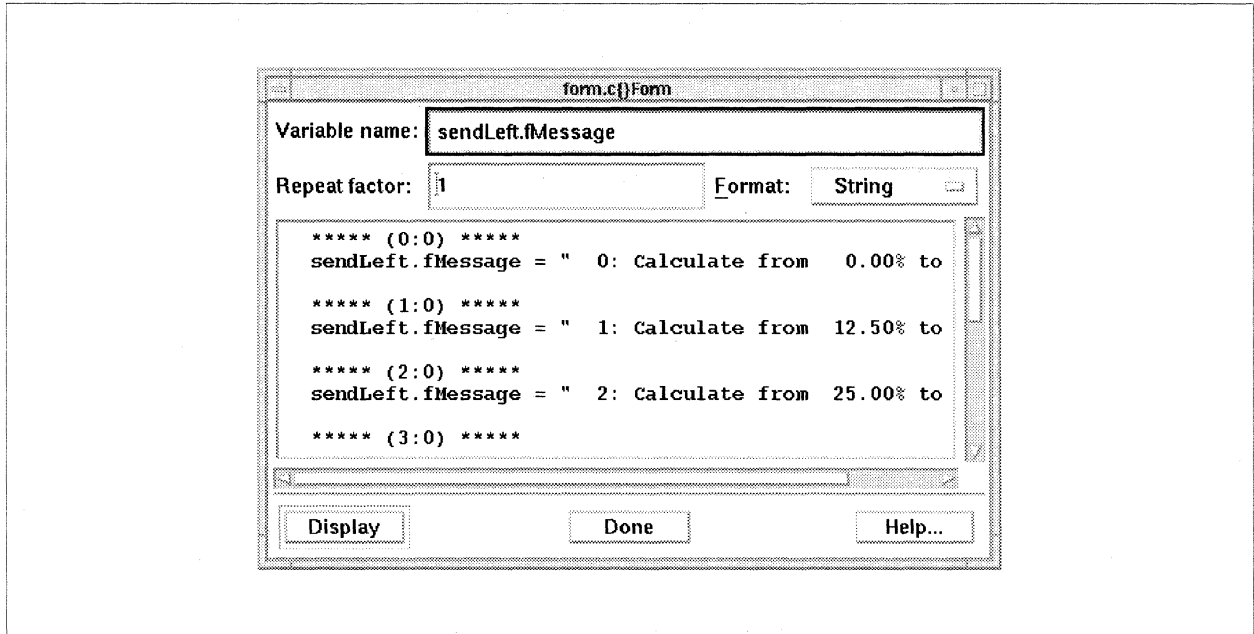 form.c{}Form
Variable name: sendLeft.fMessage
Repeat factor: 1 Format: String
***** (0:0) *****
sendLeft.fMessage = "  0: Calculate from   0.00% to
***** (1:0) *****
sendLeft.fMessage = "  1: Calculate from  12.50% to
***** (2:0) *****
sendLeft.fMessage = "  2: Calculate from  25.00% to
***** (3:0) *****
Display Done Help...